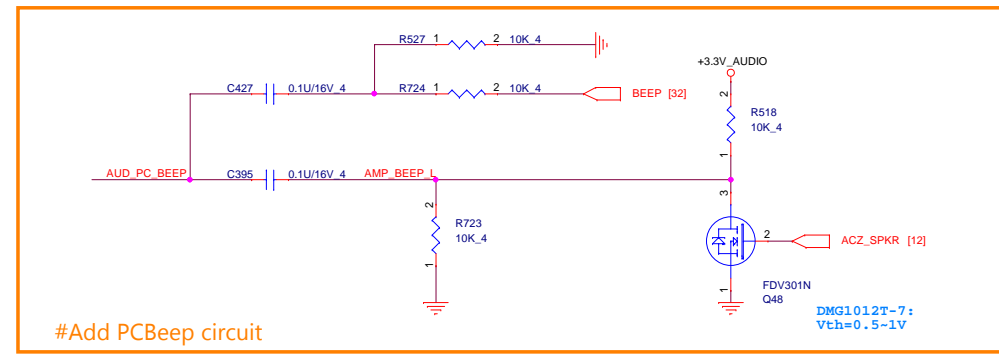 R527 1 2 10K_4
+3.3V_AUDIO
C427 0.1U/16V_4 R724 1 2 10K_4 BEEP [32]
2
R518
10K_4
1
AUD_PC_BEEP C395 0.1U/16V_4 AMP_BEEP_L
3
2
R723
10K_4
1
2 ACZ_SPKR [12]
1
FDV301N
Q48
DMG1012T-7:
Vth=0.5~1V
#Add PCBeep circuit